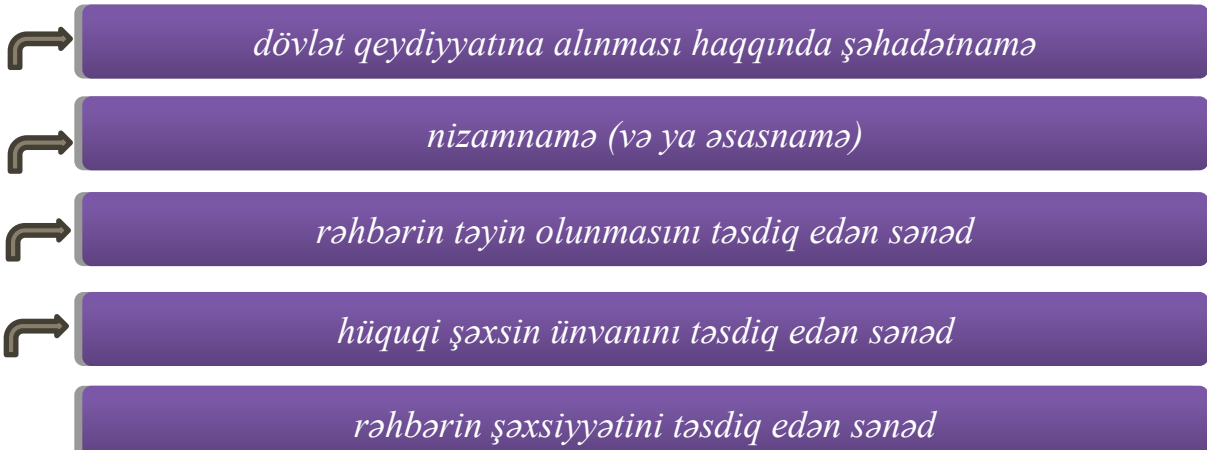 dövlət qeydiyyatına alınması haqqında şəhadətnamə
nizamnamə (və ya əsasnamə)
rəhbərin təyin olunmasını təsdiq edən sənəd
hüquqi şəxsin ünvanını təsdiq edən sənəd
rəhbərin şəxsiyyətini təsdiq edən sənəd